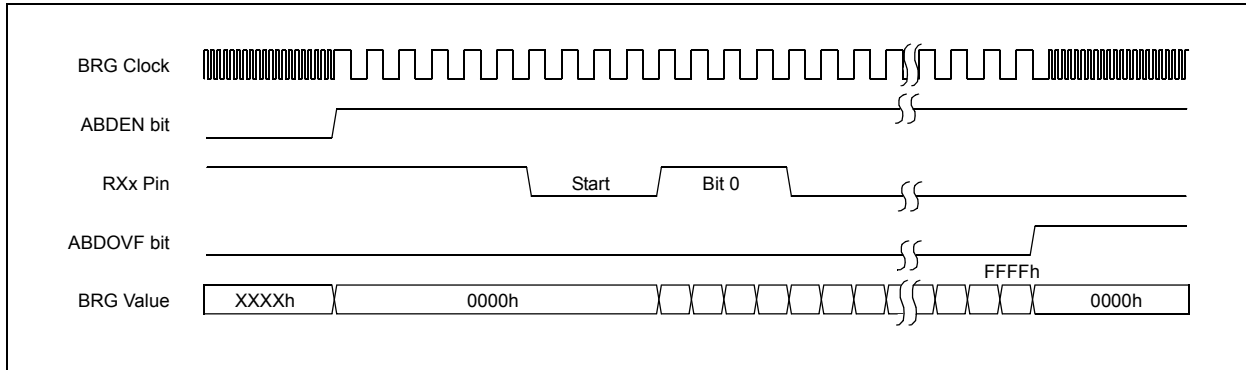 BRG Clock
ABDEN bit
RXx Pin
Start
Bit 0
ABDOVF bit
FFFFh
BRG Value
XXXXh
0000h
0000h